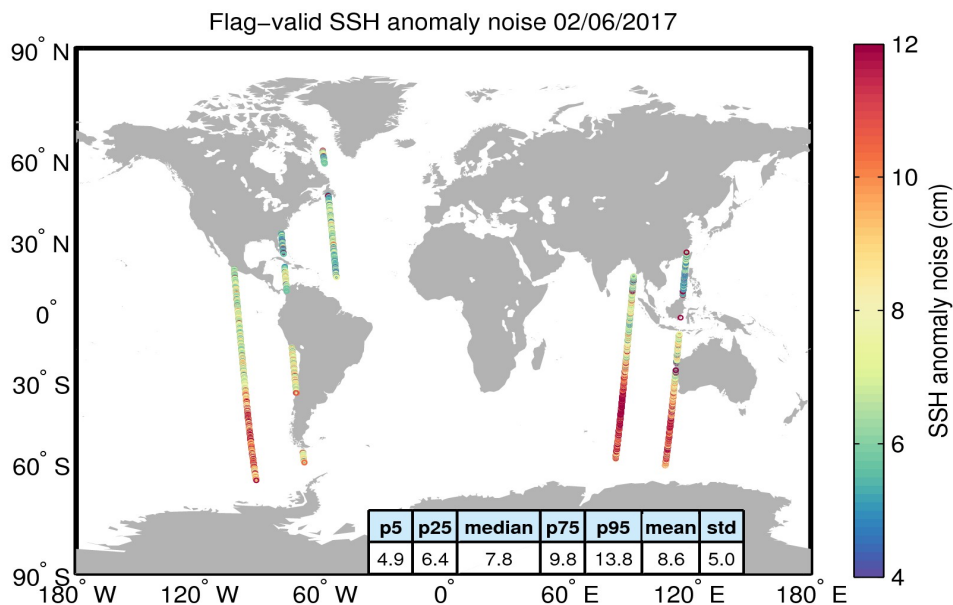 Flag−valid SSH anomaly noise 02/06/2017
90° N
60° N
30° N
0°
30° S
60° S
90° S
180° W
120° W
60° W
0°
60° E
120° E
180° E
p5 p25 median p75 p95 mean std
4.9 6.4 7.8 9.8 13.8 8.6 5.0
12
10
8
6
4
SSH anomaly noise (cm)